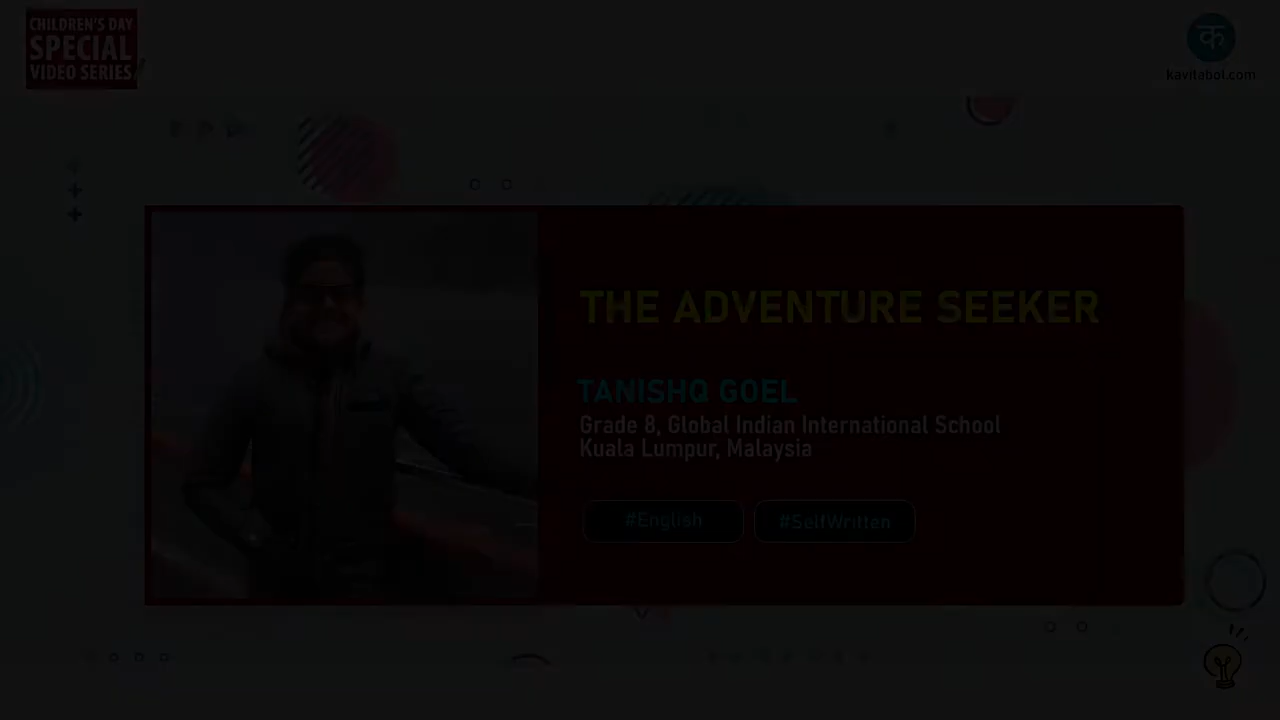 CHILDREN'S DAY
SPECIAL
VIDEO SERIES
क
kavitabol.com
THE ADVENTURE SEEKER
TANISHQ GOEL
Grade 8, Global Indian International School
Kuala Lumpur, Malaysia
#English
#SelfWritten